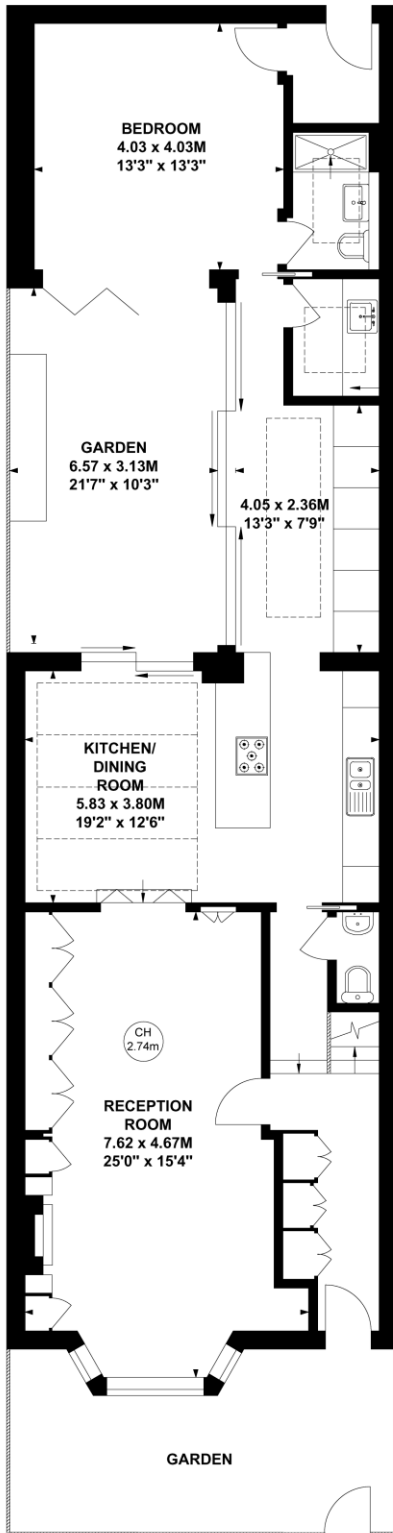 BEDROOM
4.03 x 4.03M
13'3" x 13'3"
GARDEN
6.57 x 3.13M
21'7" x 10'3"
4.05 x 2.36M
13'3" x 7'9"
KITCHEN/
DINING
ROOM
5.83 x 3.80M
19'2" x 12'6"
CH
2.74m
RECEPTION
ROOM
7.62 x 4.67M
25'0" x 15'4"
GARDEN